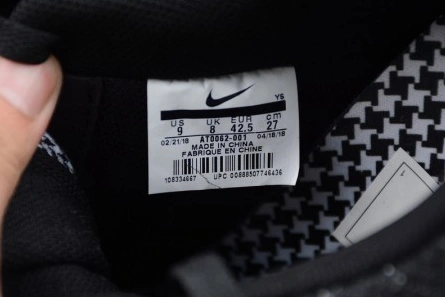 YS
US UK EUR cm
9 8 42.5 27
02/21/18 AT0062-001 04/18/18
MADE IN CHINA
FABRIQUE EN CHINE
108334667 UPC 00888507746436